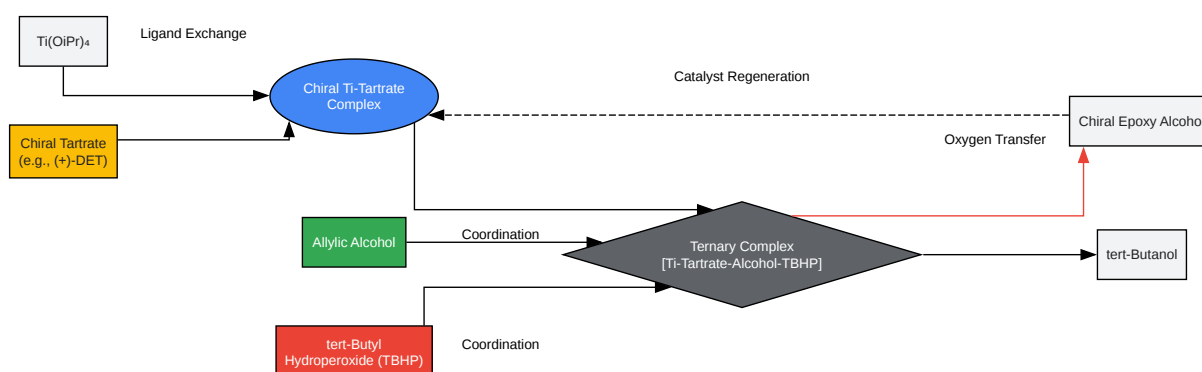 Ti(OiPr)₄
Ligand Exchange
Chiral Ti-Tartrate
Complex
Catalyst Regeneration
Chiral Epoxy Alcoho
Chiral Tartrate
(e.g., (+)-DET)
Oxygen Transfer
Allylic Alcohol
Coordination
Ternary Complex
[Ti-Tartrate-Alcohol-TBHP]
tert-Butanol
tert-Butyl
Hydroperoxide (TBHP)
Coordination